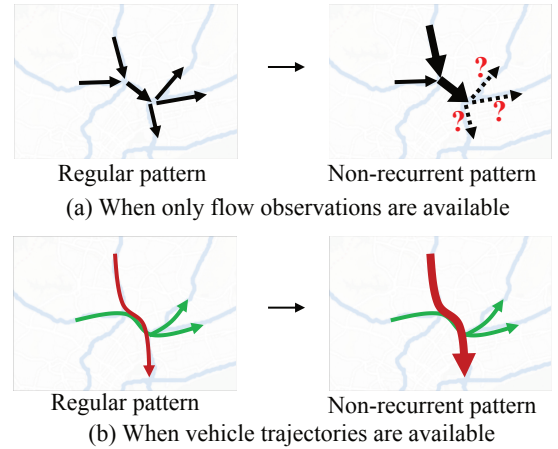 ? ? ?
Regular pattern Non-recurrent pattern
(a) When only flow observations are available
Regular pattern Non-recurrent pattern
(b) When vehicle trajectories are available